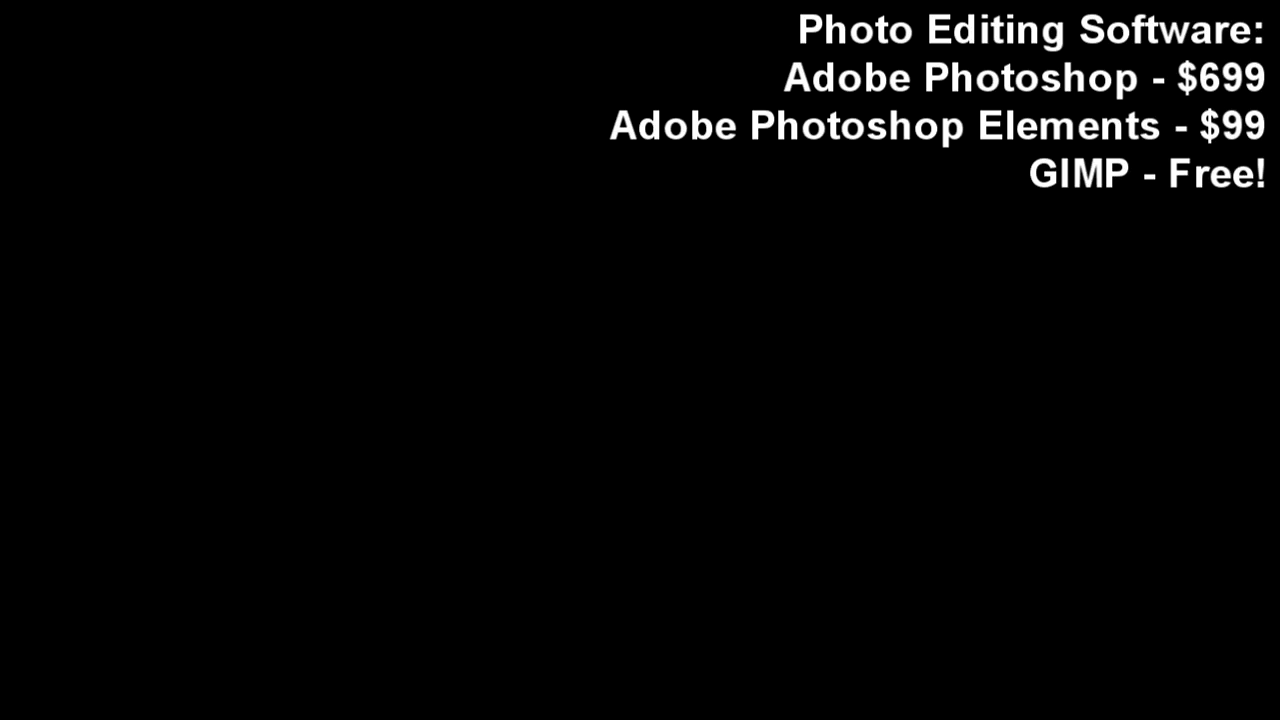 Photo Editing Software:
Adobe Photoshop - $699
Adobe Photoshop Elements - $99
GIMP - Free!